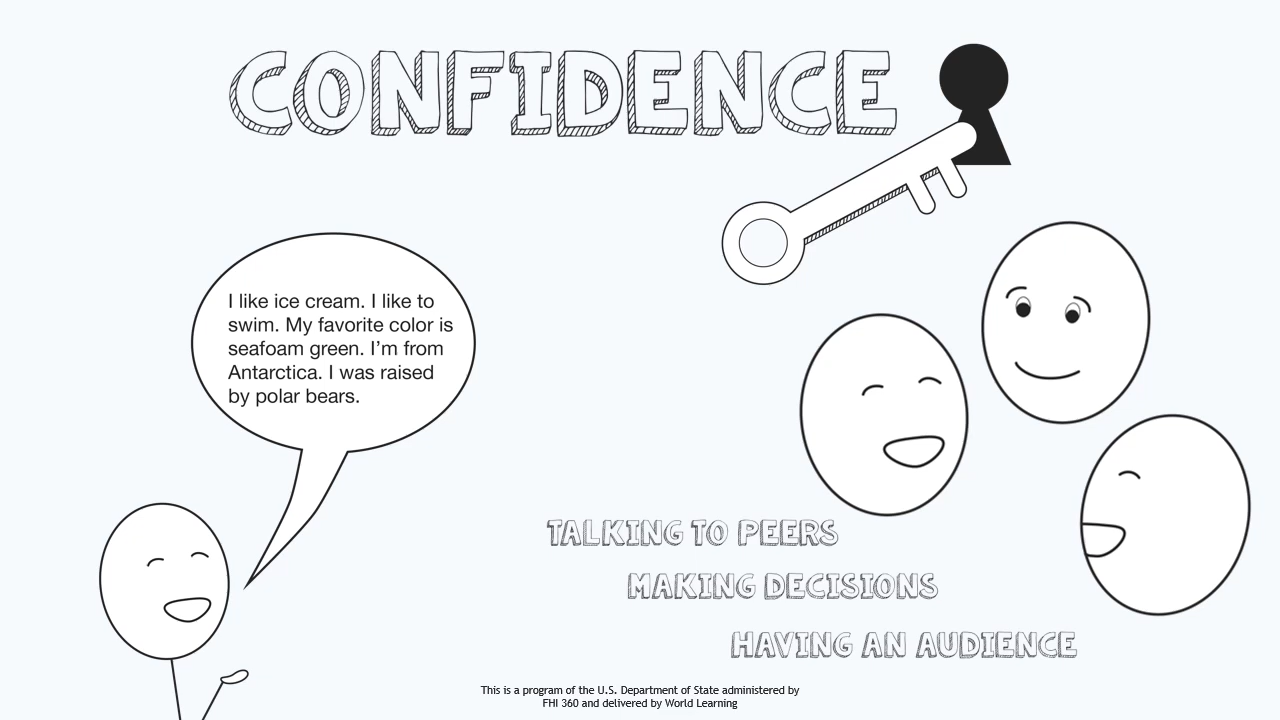 CONFIDENCE
I like ice cream. I like to
swim. My favorite color is
seafoam green. I'm from
Antarctica. I was raised
by polar bears.
TALKING TO PEERS
MAKING DECISIONS
HAVING AN AUDIENCE
This is a program of the U.S. Department of State administered by
FHI 360 and delivered by World Learning